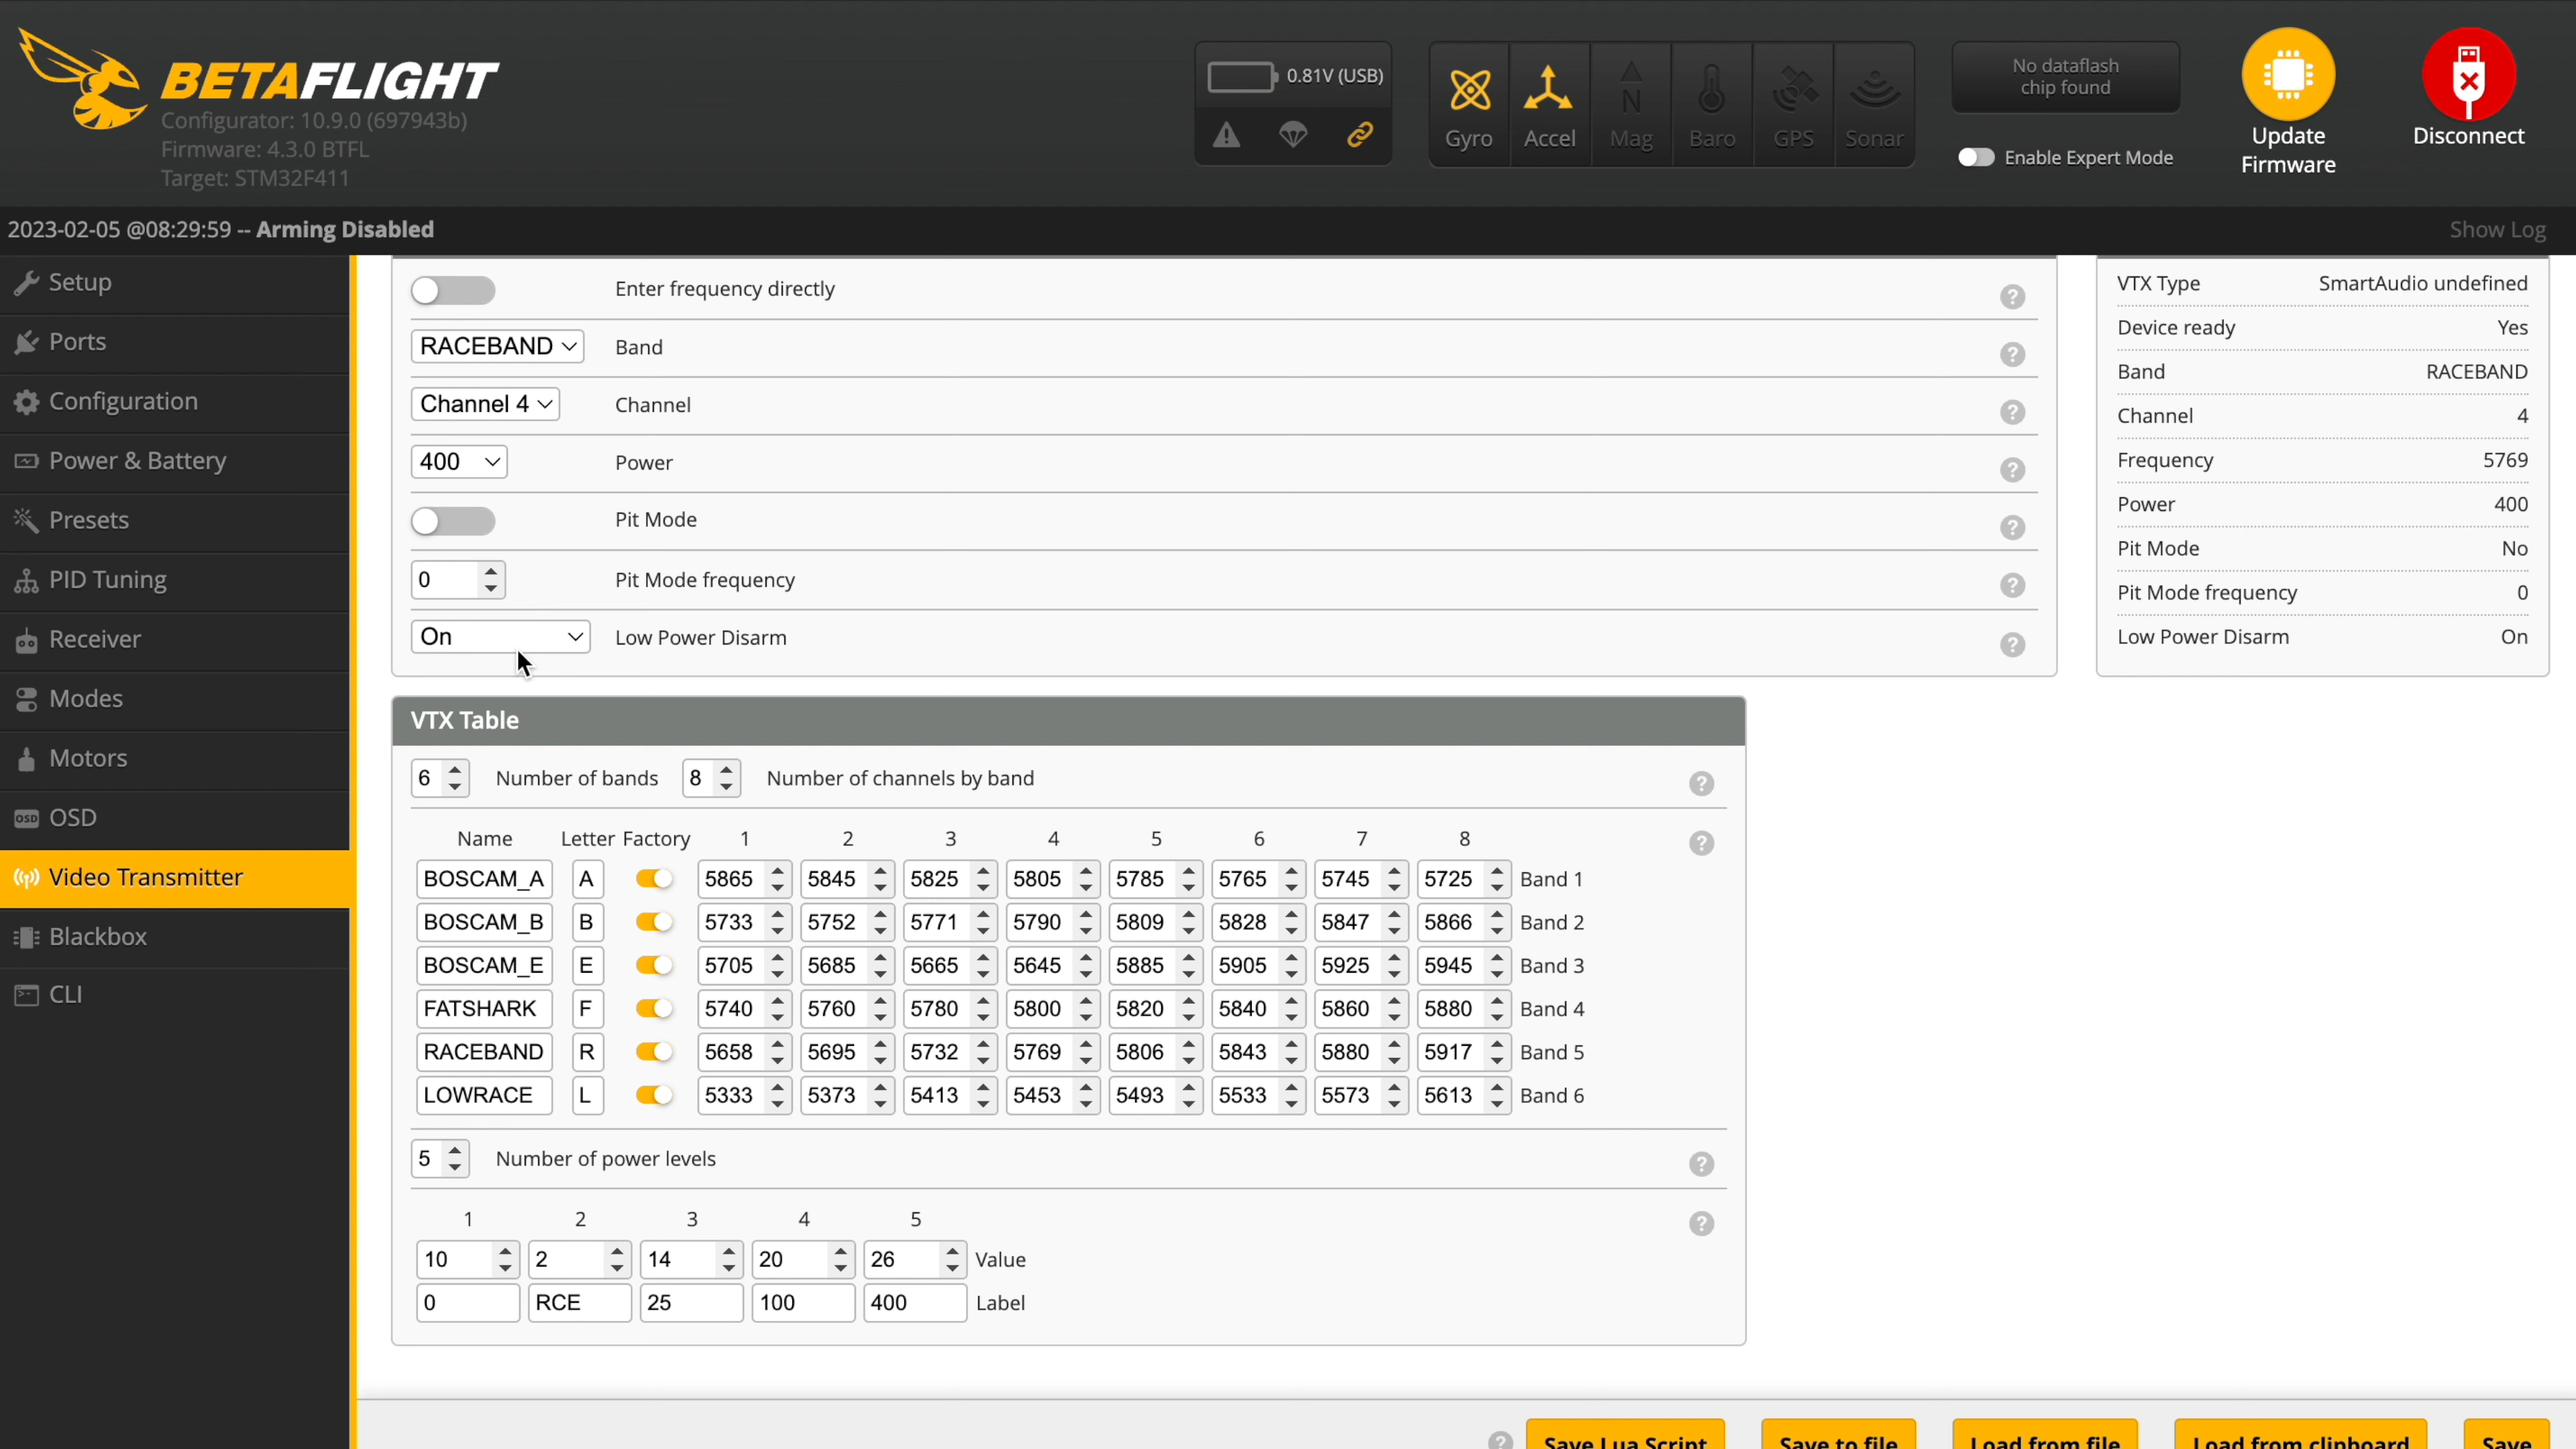 BETAFLIGHT
Configurator: 10.9.0 (697943b)
Firmware: 4.3.0 BTFL
Target: STM32F411
0.81V (USB)
Gyro
Accel
N
Mag
Baro
GPS
Sonar
No dataflash
chip found
Enable Expert Mode
Update
Firmware
Disconnect
2023-02-05 @08:29:59 -- Arming Disabled
Show Log
Setup
Ports
Configuration
Power & Battery
Presets
PID Tuning
Receiver
Modes
Motors
OSD OSD
Video Transmitter
Blackbox
CLI
Enter frequency directly ?
RACEBAND Band ?
Channel 4 Channel ?
400 Power ?
Pit Mode ?
0 Pit Mode frequency ?
On Low Power Disarm ?
VTX Type SmartAudio undefined
Device ready Yes
Band RACEBAND
Channel 4
Frequency 5769
Power 400
Pit Mode No
Pit Mode frequency 0
Low Power Disarm On
VTX Table
6 Number of bands 8 Number of channels by band ?
Name Letter Factory 1 2 3 4 5 6 7 8 ?
BOSCAM_A A 5865 5845 5825 5805 5785 5765 5745 5725 Band 1
BOSCAM_B B 5733 5752 5771 5790 5809 5828 5847 5866 Band 2
BOSCAM_E E 5705 5685 5665 5645 5885 5905 5925 5945 Band 3
FATSHARK F 5740 5760 5780 5800 5820 5840 5860 5880 Band 4
RACEBAND R 5658 5695 5732 5769 5806 5843 5880 5917 Band 5
LOWRACE L 5333 5373 5413 5453 5493 5533 5573 5613 Band 6
5 Number of power levels ?
1 2 3 4 5 ?
10 2 14 20 26 Value
0 RCE 25 100 400 Label
? Save Lua Script Save to file Load from file Load from clipboard Save